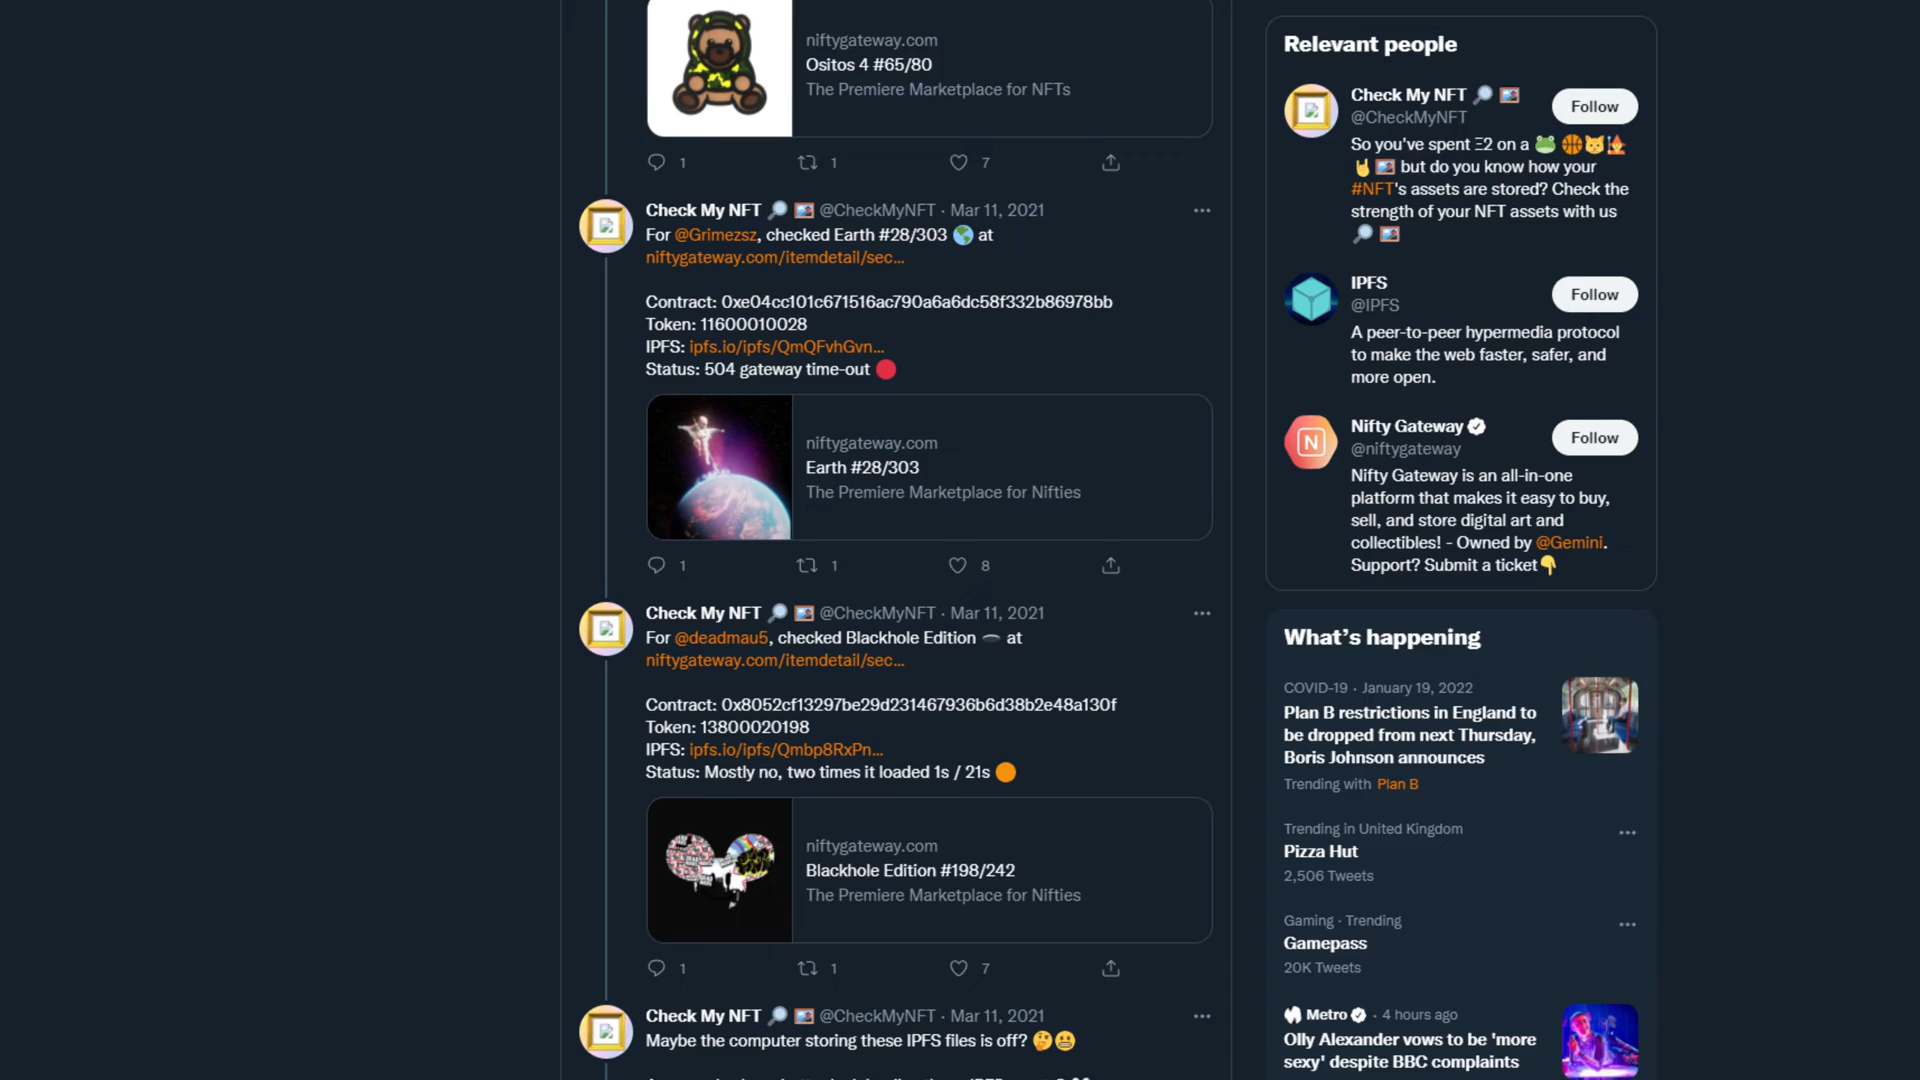 niftygateway.com
Ositos 4 #65/80
The Premiere Marketplace for NFTs
1 1 7
Check My NFT @CheckMyNFT · Mar 11, 2021
For @Grimezsz, checked Earth #28/303 at
niftygateway.com/itemdetail/sec...
Contract: 0xe04cc101c671516ac790a6a6dc58f332b86978bb
Token: 11600010028
IPFS: ipfs.io/ipfs/QmQFvhGvn...
Status: 504 gateway time-out
niftygateway.com
Earth #28/303
The Premiere Marketplace for Nifties
1 1 8
Check My NFT @CheckMyNFT · Mar 11, 2021
For @deadmau5, checked Blackhole Edition at
niftygateway.com/itemdetail/sec...
Contract: 0x8052cf13297be29d231467936b6d38b2e48a130f
Token: 13800020198
IPFS: ipfs.io/ipfs/Qmbp8RxPn...
Status: Mostly no, two times it loaded 1s / 21s
niftygateway.com
Blackhole Edition #198/242
The Premiere Marketplace for Nifties
1 1 7
Check My NFT @CheckMyNFT · Mar 11, 2021
Maybe the computer storing these IPFS files is off?
Relevant people
Check My NFT
@CheckMyNFT
Follow
So you've spent Ξ2 on a
but do you know how your
#NFT's assets are stored? Check the
strength of your NFT assets with us
IPFS
@IPFS
Follow
A peer-to-peer hypermedia protocol
to make the web faster, safer, and
more open.
Nifty Gateway
@niftygateway
Follow
Nifty Gateway is an all-in-one
platform that makes it easy to buy,
sell, and store digital art and
collectibles! - Owned by @Gemini.
Support? Submit a ticket
What's happening
COVID-19 · January 19, 2022
Plan B restrictions in England to
be dropped from next Thursday,
Boris Johnson announces
Trending with Plan B
Trending in United Kingdom
Pizza Hut
2,506 Tweets
Gaming · Trending
Gamepass
20K Tweets
Metro · 4 hours ago
Olly Alexander vows to be 'more
sexy' despite BBC complaints